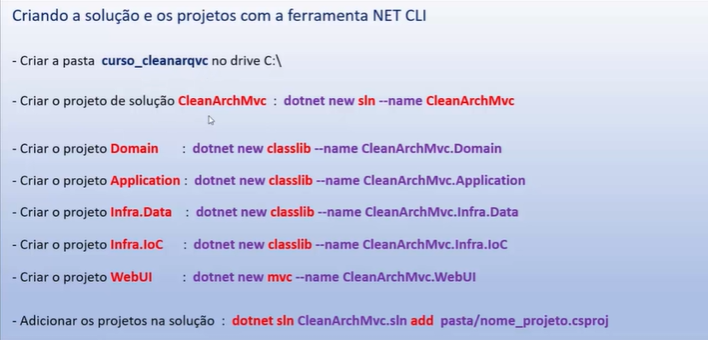 Criando a solução e os projetos com a ferramenta NET CLI
- Criar a pasta curso_cleanarqvc no drive C:\
- Criar o projeto de solução CleanArchMvc : dotnet new sln --name CleanArchMvc
- Criar o projeto Domain : dotnet new classlib --name CleanArchMvc.Domain
- Criar o projeto Application : dotnet new classlib --name CleanArchMvc.Application
- Criar o projeto Infra.Data : dotnet new classlib --name CleanArchMvc.Infra.Data
- Criar o projeto Infra.IoC : dotnet new classlib --name CleanArchMvc.Infra.IoC
- Criar o projeto WebUI : dotnet new mvc --name CleanArchMvc.WebUI
- Adicionar os projetos na solução : dotnet sln CleanArchMvc.sln add pasta/nome_projeto.csproj